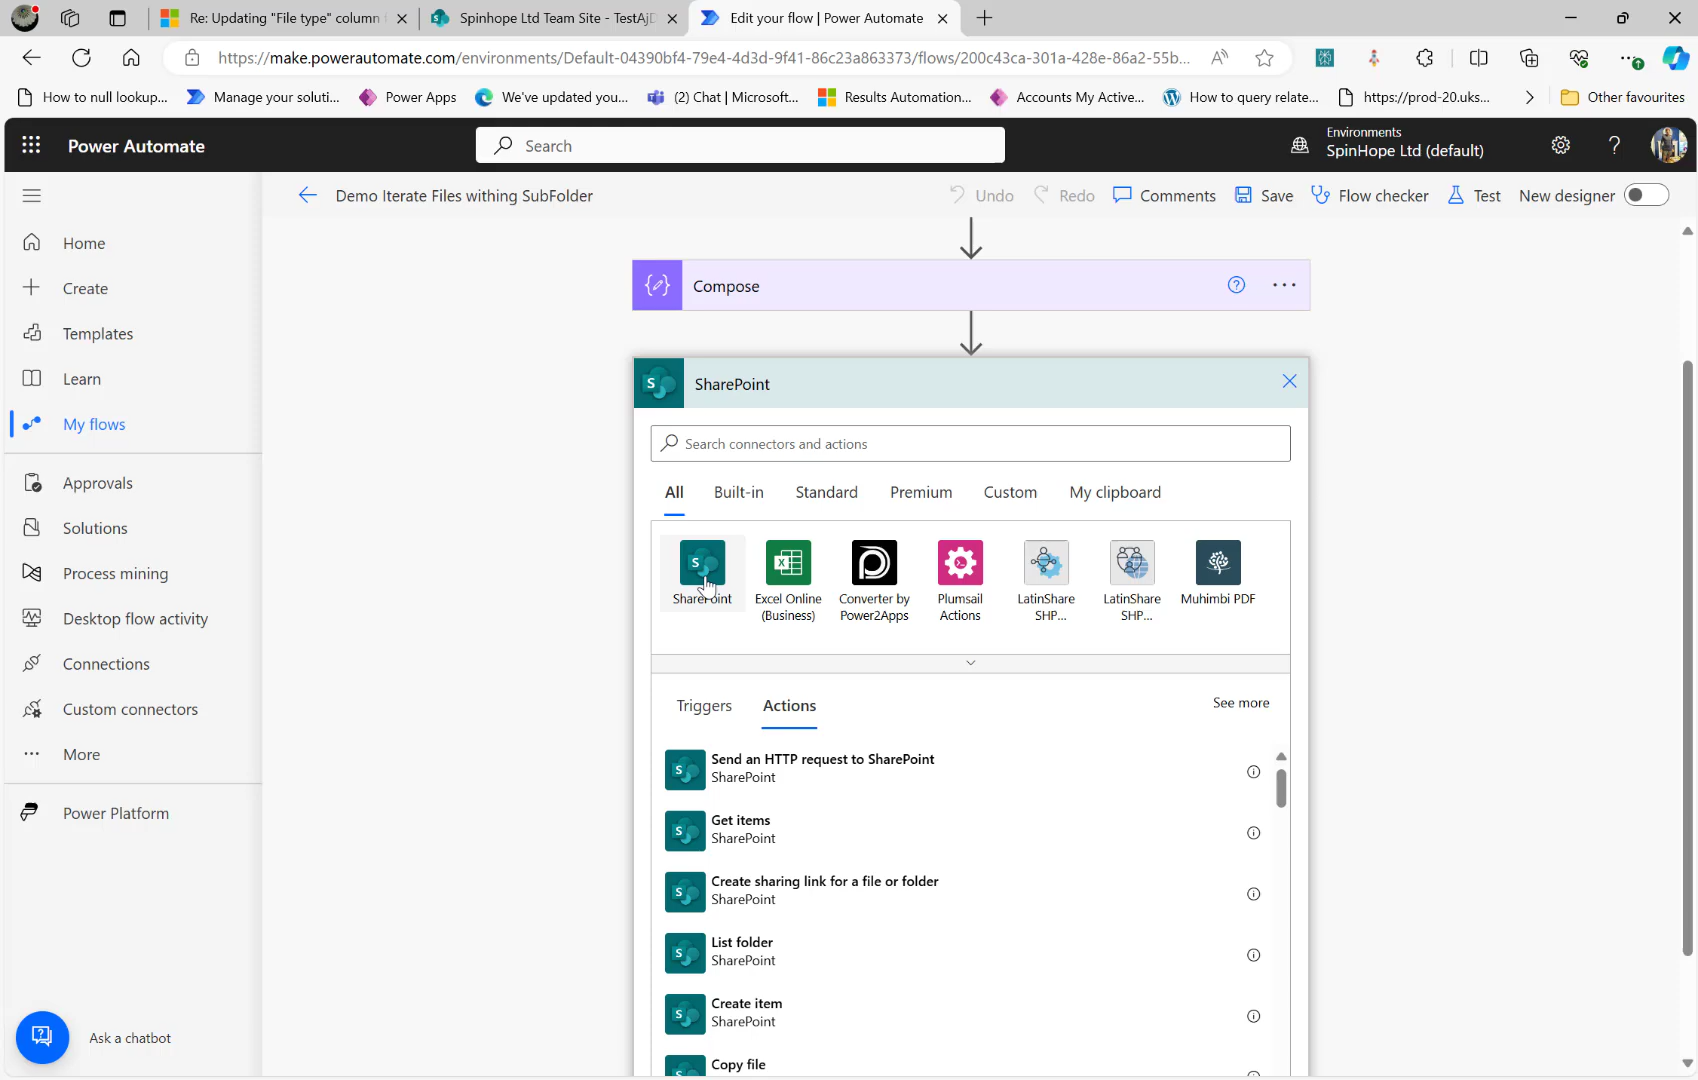 Re: Updating "File type" column
Spinhope Ltd Team Site - TestAjD
Edit your flow | Power Automate
https://make.powerautomate.com/environments/Default-04390bf4-79e4-4d3d-9f41-86c23a863373/flows/200c43ca-301a-428e-86a2-55b...
How to null lookup...
Manage your soluti...
Power Apps
We've updated you...
(2) Chat | Microsoft...
Results Automation...
Accounts My Active...
How to query relate...
https://prod-20.uks...
Other favourites
Power Automate
Search
Environments
SpinHope Ltd (default)
Demo Iterate Files withing SubFolder
Undo
Redo
Comments
Save
Flow checker
Test
New designer
Home
Create
Templates
Learn
My flows
Approvals
Solutions
Process mining
Desktop flow activity
Connections
Custom connectors
More
Power Platform
Ask a chatbot
Compose
SharePoint
Search connectors and actions
All
Built-in
Standard
Premium
Custom
My clipboard
SharePoint
Excel Online
(Business)
Converter by
Power2Apps
Plumsail
Actions
LatinShare
SHP...
LatinShare
SHP...
Muhimbi PDF
Triggers
Actions
See more
Send an HTTP request to SharePoint
SharePoint
Get items
SharePoint
Create sharing link for a file or folder
SharePoint
List folder
SharePoint
Create item
SharePoint
Copy file